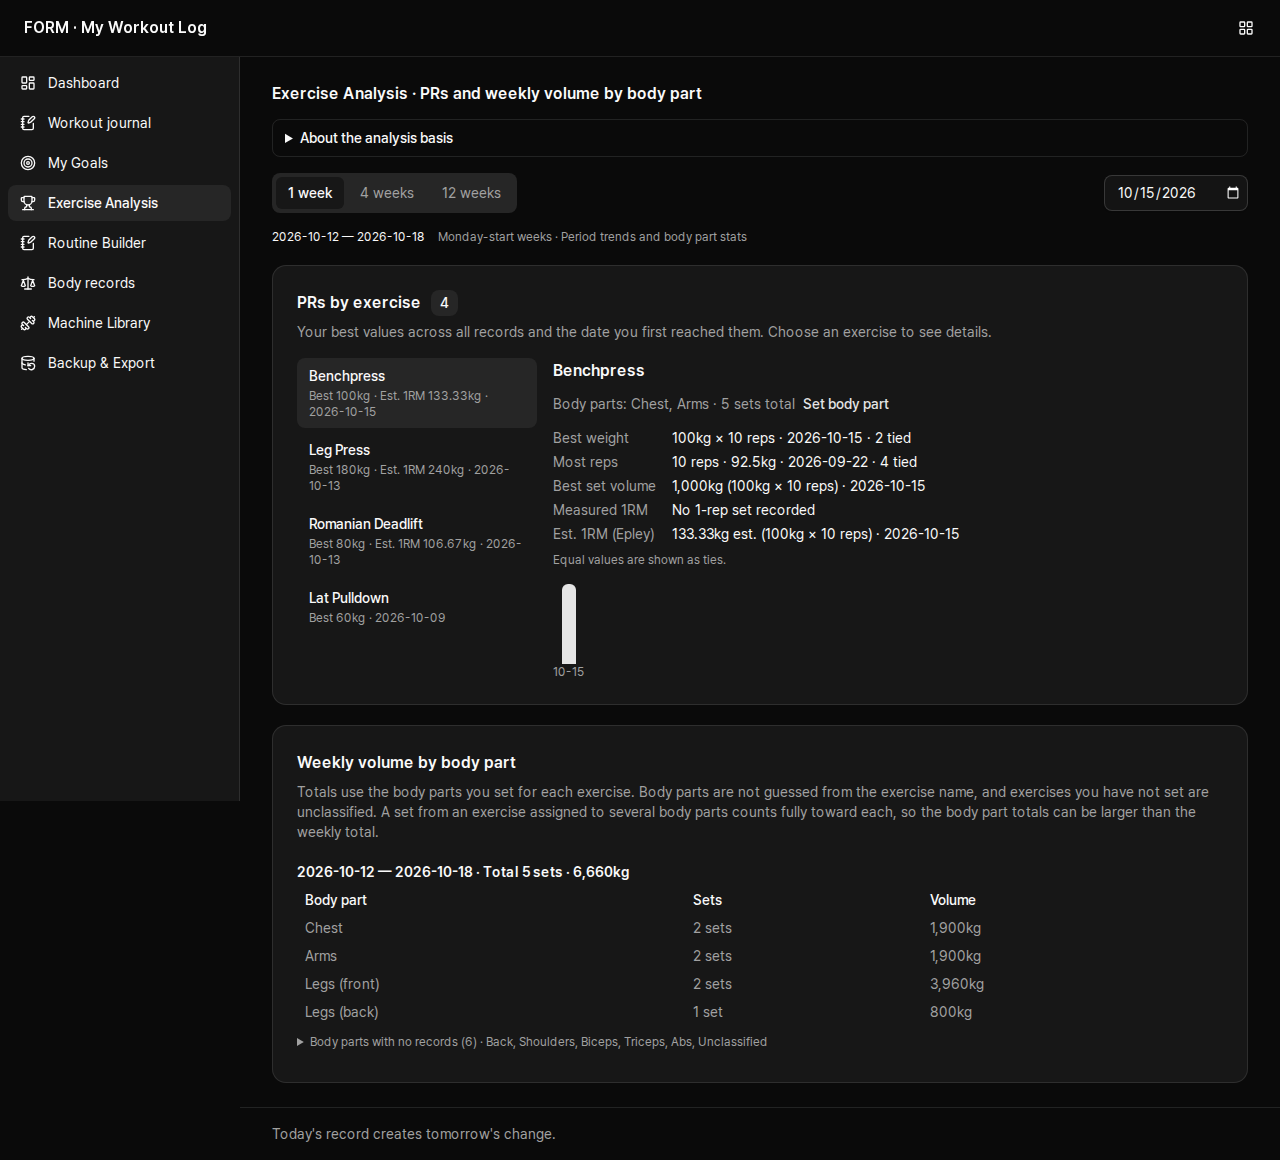 FORM · My Workout Log
Dashboard
Workout journal
My Goals
Exercise Analysis
Routine Builder
Body records
Machine Library
Backup & Export
Exercise Analysis · PRs and weekly volume by body part
About the analysis basis
1 week 4 weeks 12 weeks
10/15/2026
2026-10-12 — 2026-10-18 Monday-start weeks · Period trends and body part stats
PRs by exercise 4
Your best values across all records and the date you first reached them. Choose an exercise to see details.
Benchpress
Best 100kg · Est. 1RM 133.33kg ·
2026-10-15
Leg Press
Best 180kg · Est. 1RM 240kg · 2026-
10-13
Romanian Deadlift
Best 80kg · Est. 1RM 106.67kg · 2026-
10-13
Lat Pulldown
Best 60kg · 2026-10-09
Benchpress
Body parts: Chest, Arms · 5 sets total Set body part
Best weight 100kg × 10 reps · 2026-10-15 · 2 tied
Most reps 10 reps · 92.5kg · 2026-09-22 · 4 tied
Best set volume 1,000kg (100kg × 10 reps) · 2026-10-15
Measured 1RM No 1-rep set recorded
Est. 1RM (Epley) 133.33kg est. (100kg × 10 reps) · 2026-10-15
Equal values are shown as ties.
10-15
Weekly volume by body part
Totals use the body parts you set for each exercise. Body parts are not guessed from the exercise name, and exercises you have not set are
unclassified. A set from an exercise assigned to several body parts counts fully toward each, so the body part totals can be larger than the
weekly total.
2026-10-12 — 2026-10-18 · Total 5 sets · 6,660kg
Body part Sets Volume
Chest 2 sets 1,900kg
Arms 2 sets 1,900kg
Legs (front) 2 sets 3,960kg
Legs (back) 1 set 800kg
Body parts with no records (6) · Back, Shoulders, Biceps, Triceps, Abs, Unclassified
Today's record creates tomorrow's change.